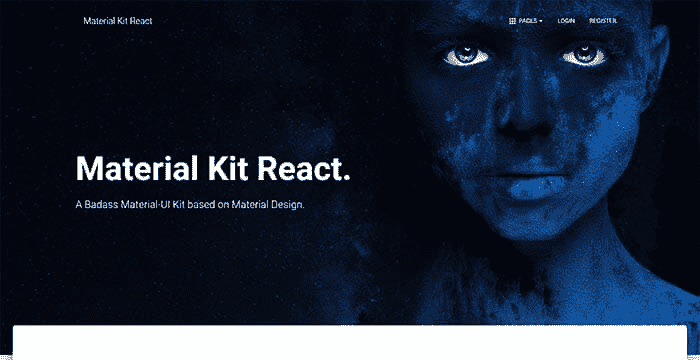 Material Kit React
PAGES LOGIN REGISTER
Material Kit React.
A Badass Material-UI Kit based on Material Design.